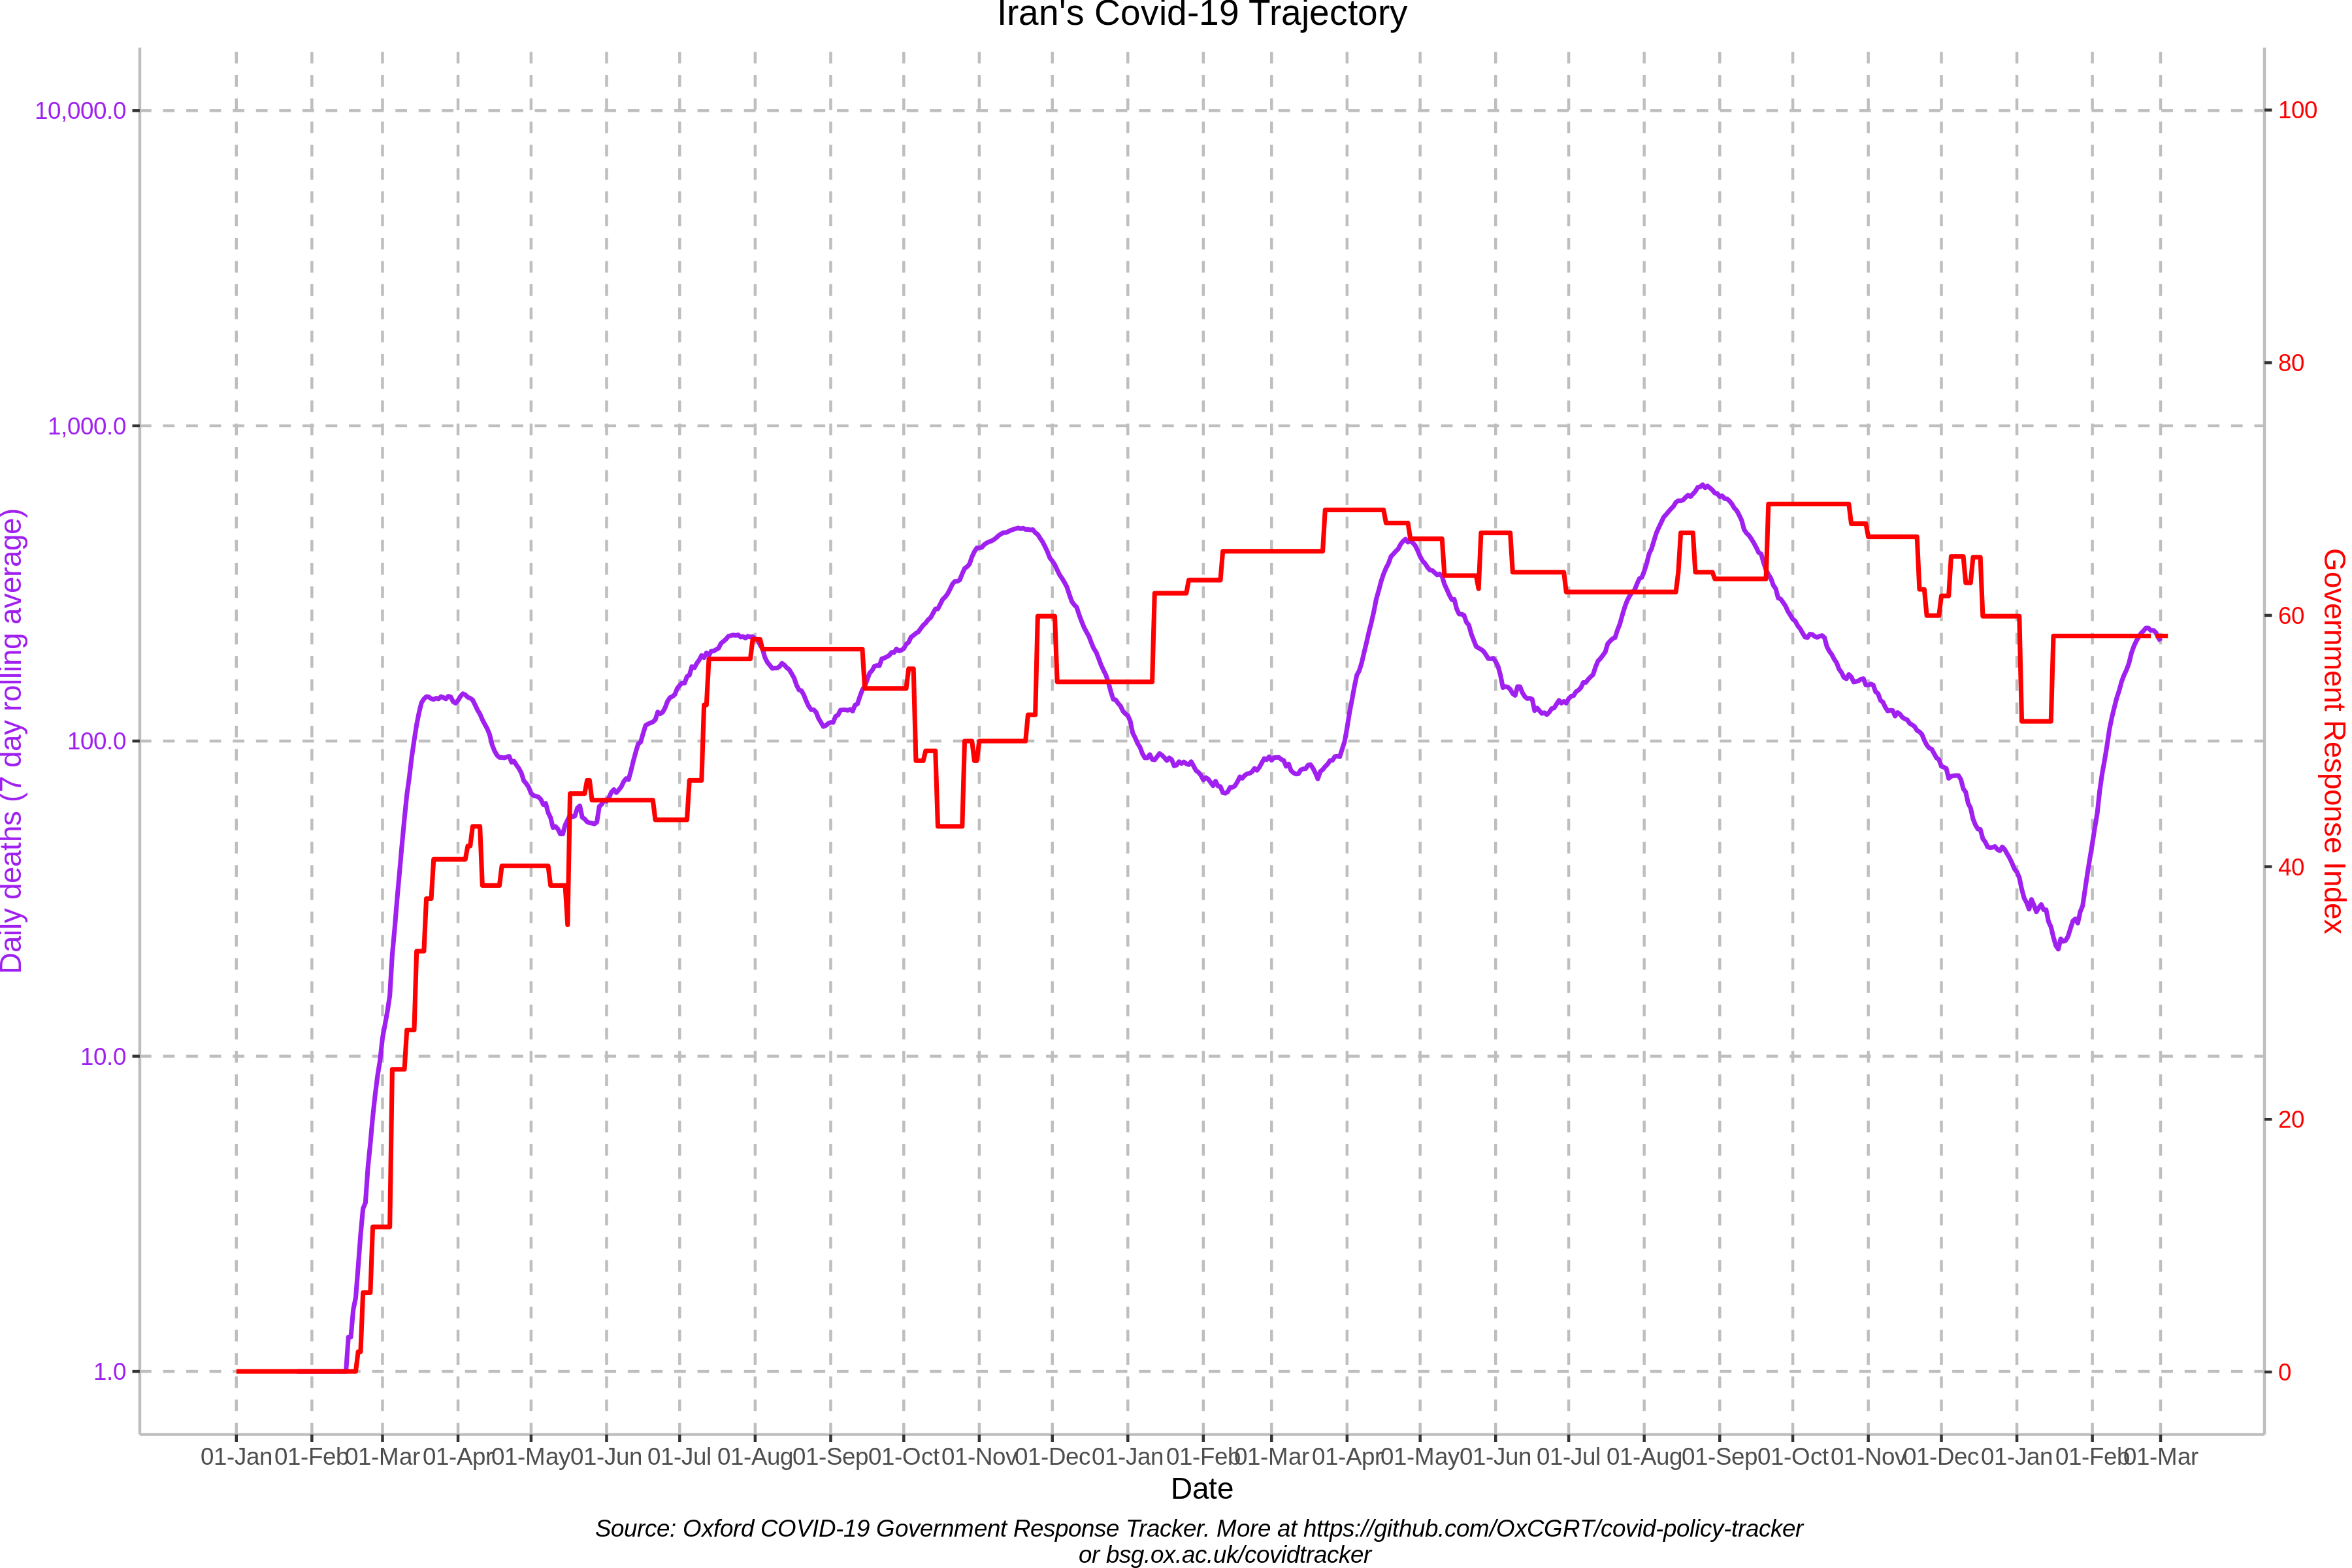 Iran's Covid-19 Trajectory
10,000.0
1,000.0
100.0
10.0
1.0
Daily deaths (7 day rolling average)
100
80
60
40
20
0
Government Response Index
01-Jan 01-Feb 01-Mar 01-Apr 01-May 01-Jun 01-Jul 01-Aug 01-Sep 01-Oct 01-Nov 01-Dec 01-Jan 01-Feb 01-Mar 01-Apr 01-May 01-Jun 01-Jul 01-Aug 01-Sep 01-Oct 01-Nov 01-Dec 01-Jan 01-Feb 01-Mar
Date
Source: Oxford COVID-19 Government Response Tracker. More at https://github.com/OxCGRT/covid-policy-tracker
or bsg.ox.ac.uk/covidtracker